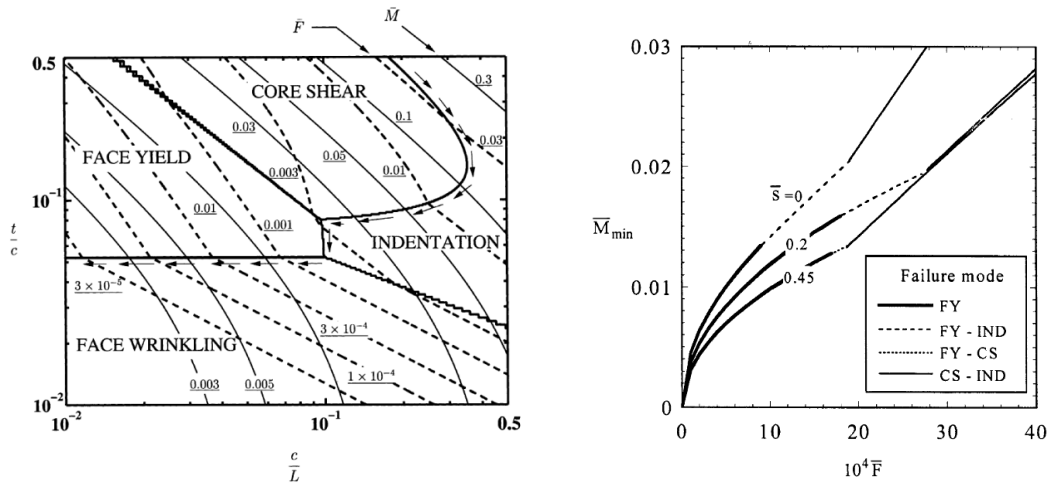 F̄
M̄
0.5
CORE SHEAR
0.3
0.03
0.1
0.03
FACE YIELD
0.003
0.05
0.01
10⁻¹
0.01
0.001
INDENTATION
t/c
3 × 10⁻⁵
3 × 10⁻⁴
FACE WRINKLING
1 × 10⁻⁴
0.003
0.005
10⁻²
10⁻²
10⁻¹
0.5
c/L
0.03
0.02
s̄ =0
M̄min
0.2
0.45
0.01
Failure mode
FY
FY - IND
FY - CS
CS - IND
0
0
10
20
30
40
10⁴ F̄